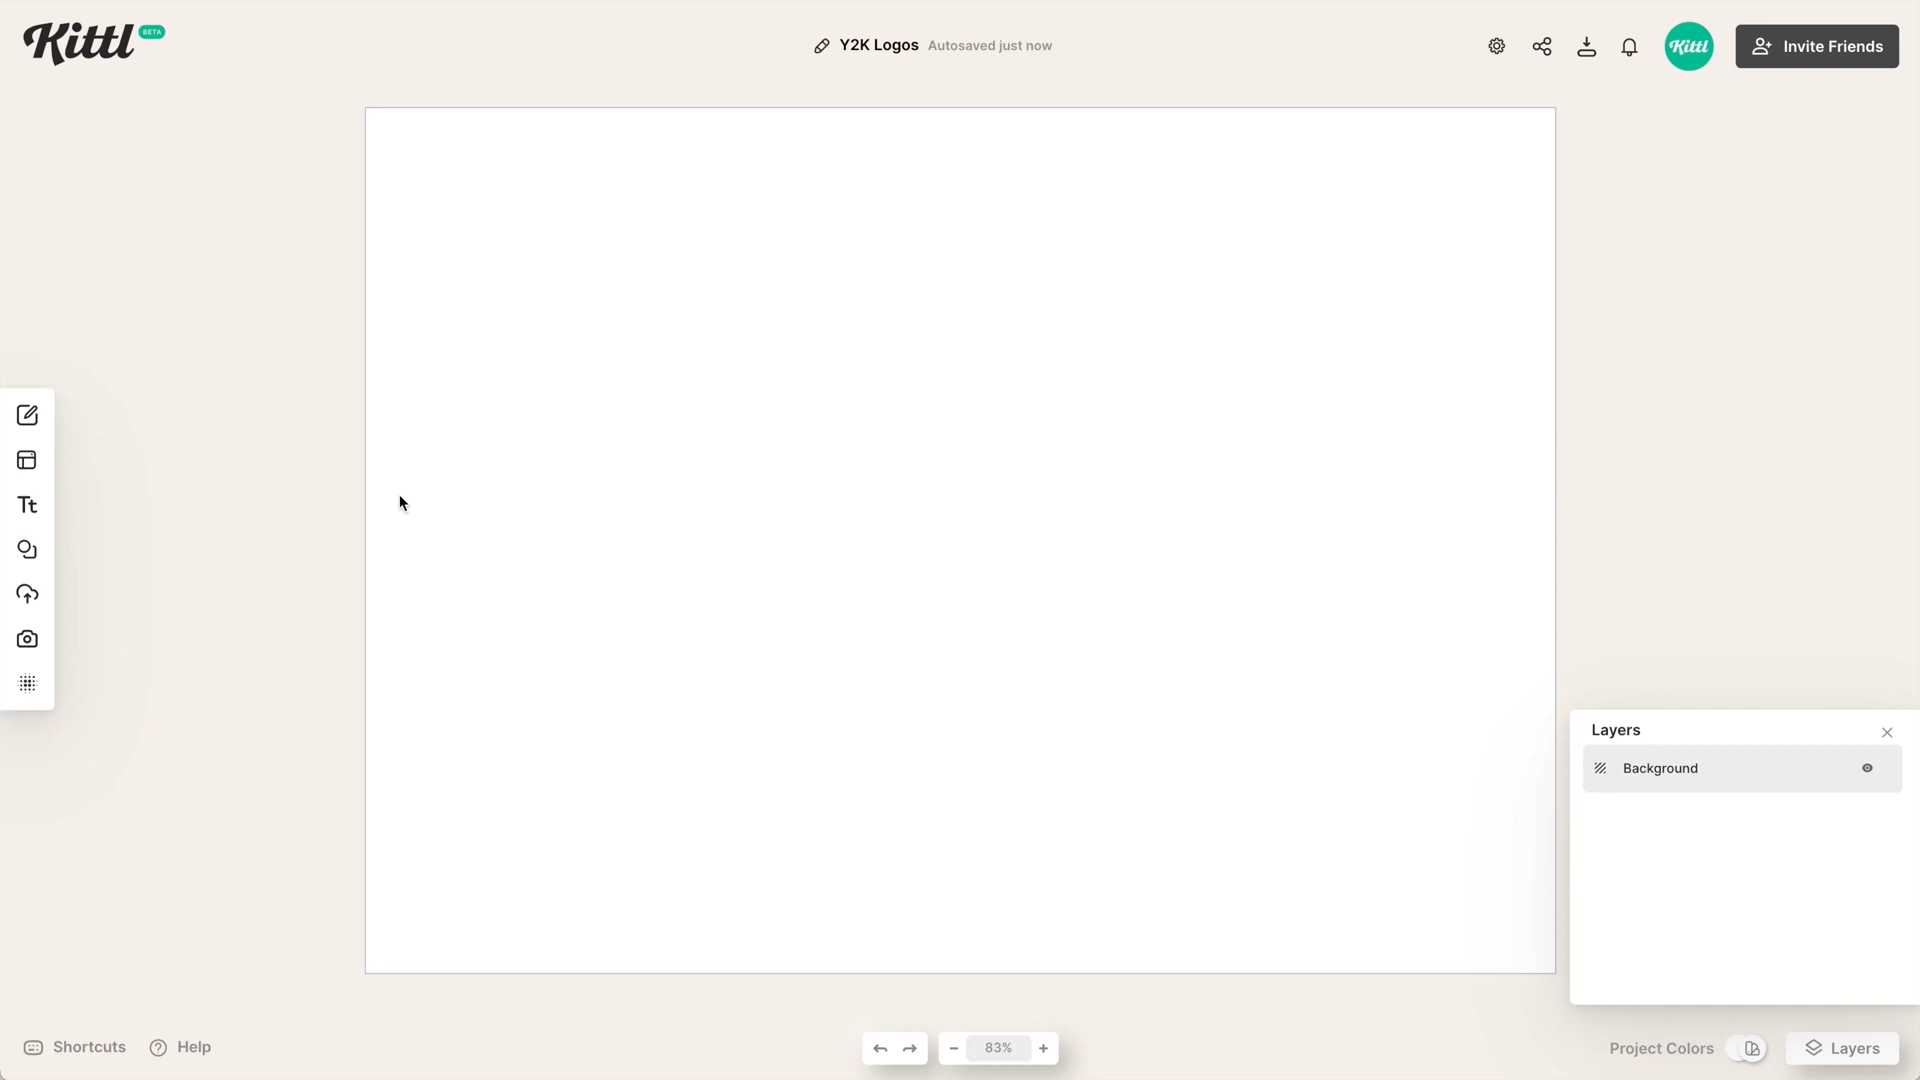 Kittl BETA
Y2K Logos Autosaved just now
Kittl
Invite Friends
Tt
Layers
Background
Shortcuts Help
83%
Project Colors
Layers